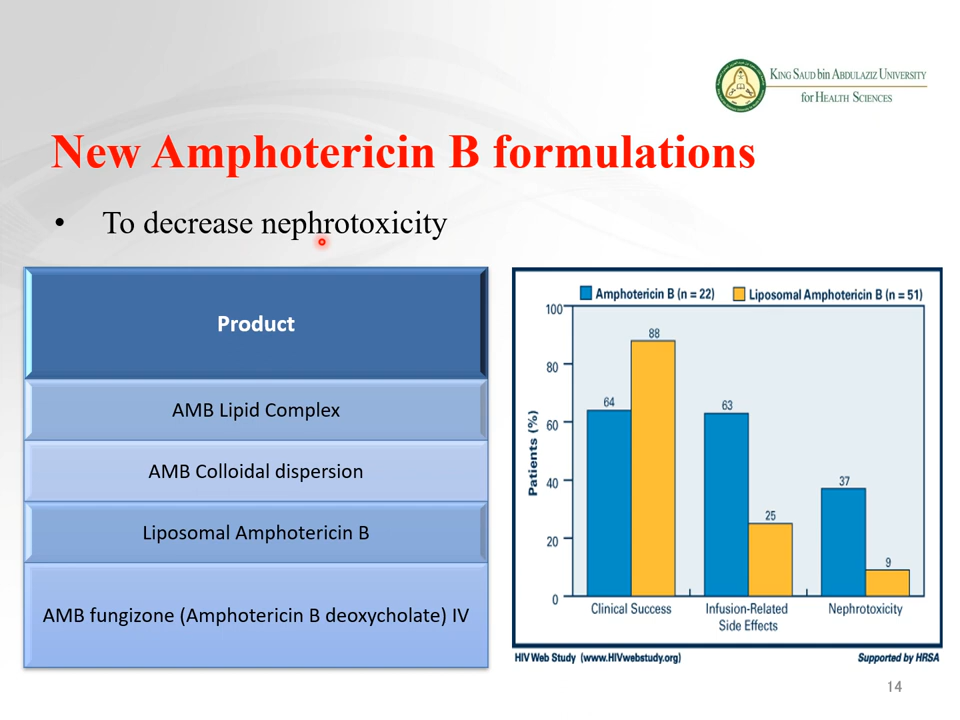 KING SAUD bin ABDULAZIZ UNIVERSITY
for HEALTH SCIENCES
New Amphotericin B formulations
• To decrease nephrotoxicity
Product
AMB Lipid Complex
AMB Colloidal dispersion
Liposomal Amphotericin B
AMB fungizone (Amphotericin B deoxycholate) IV
Amphotericin B (n = 22) Liposomal Amphotericin B (n = 51)
Patients (%)
100
80
60
40
20
0
64
88
63
25
37
9
Clinical Success
Infusion-Related
Side Effects
Nephrotoxicity
HIV Web Study (www.HIVwebstudy.org)
Supported by HRSA
14